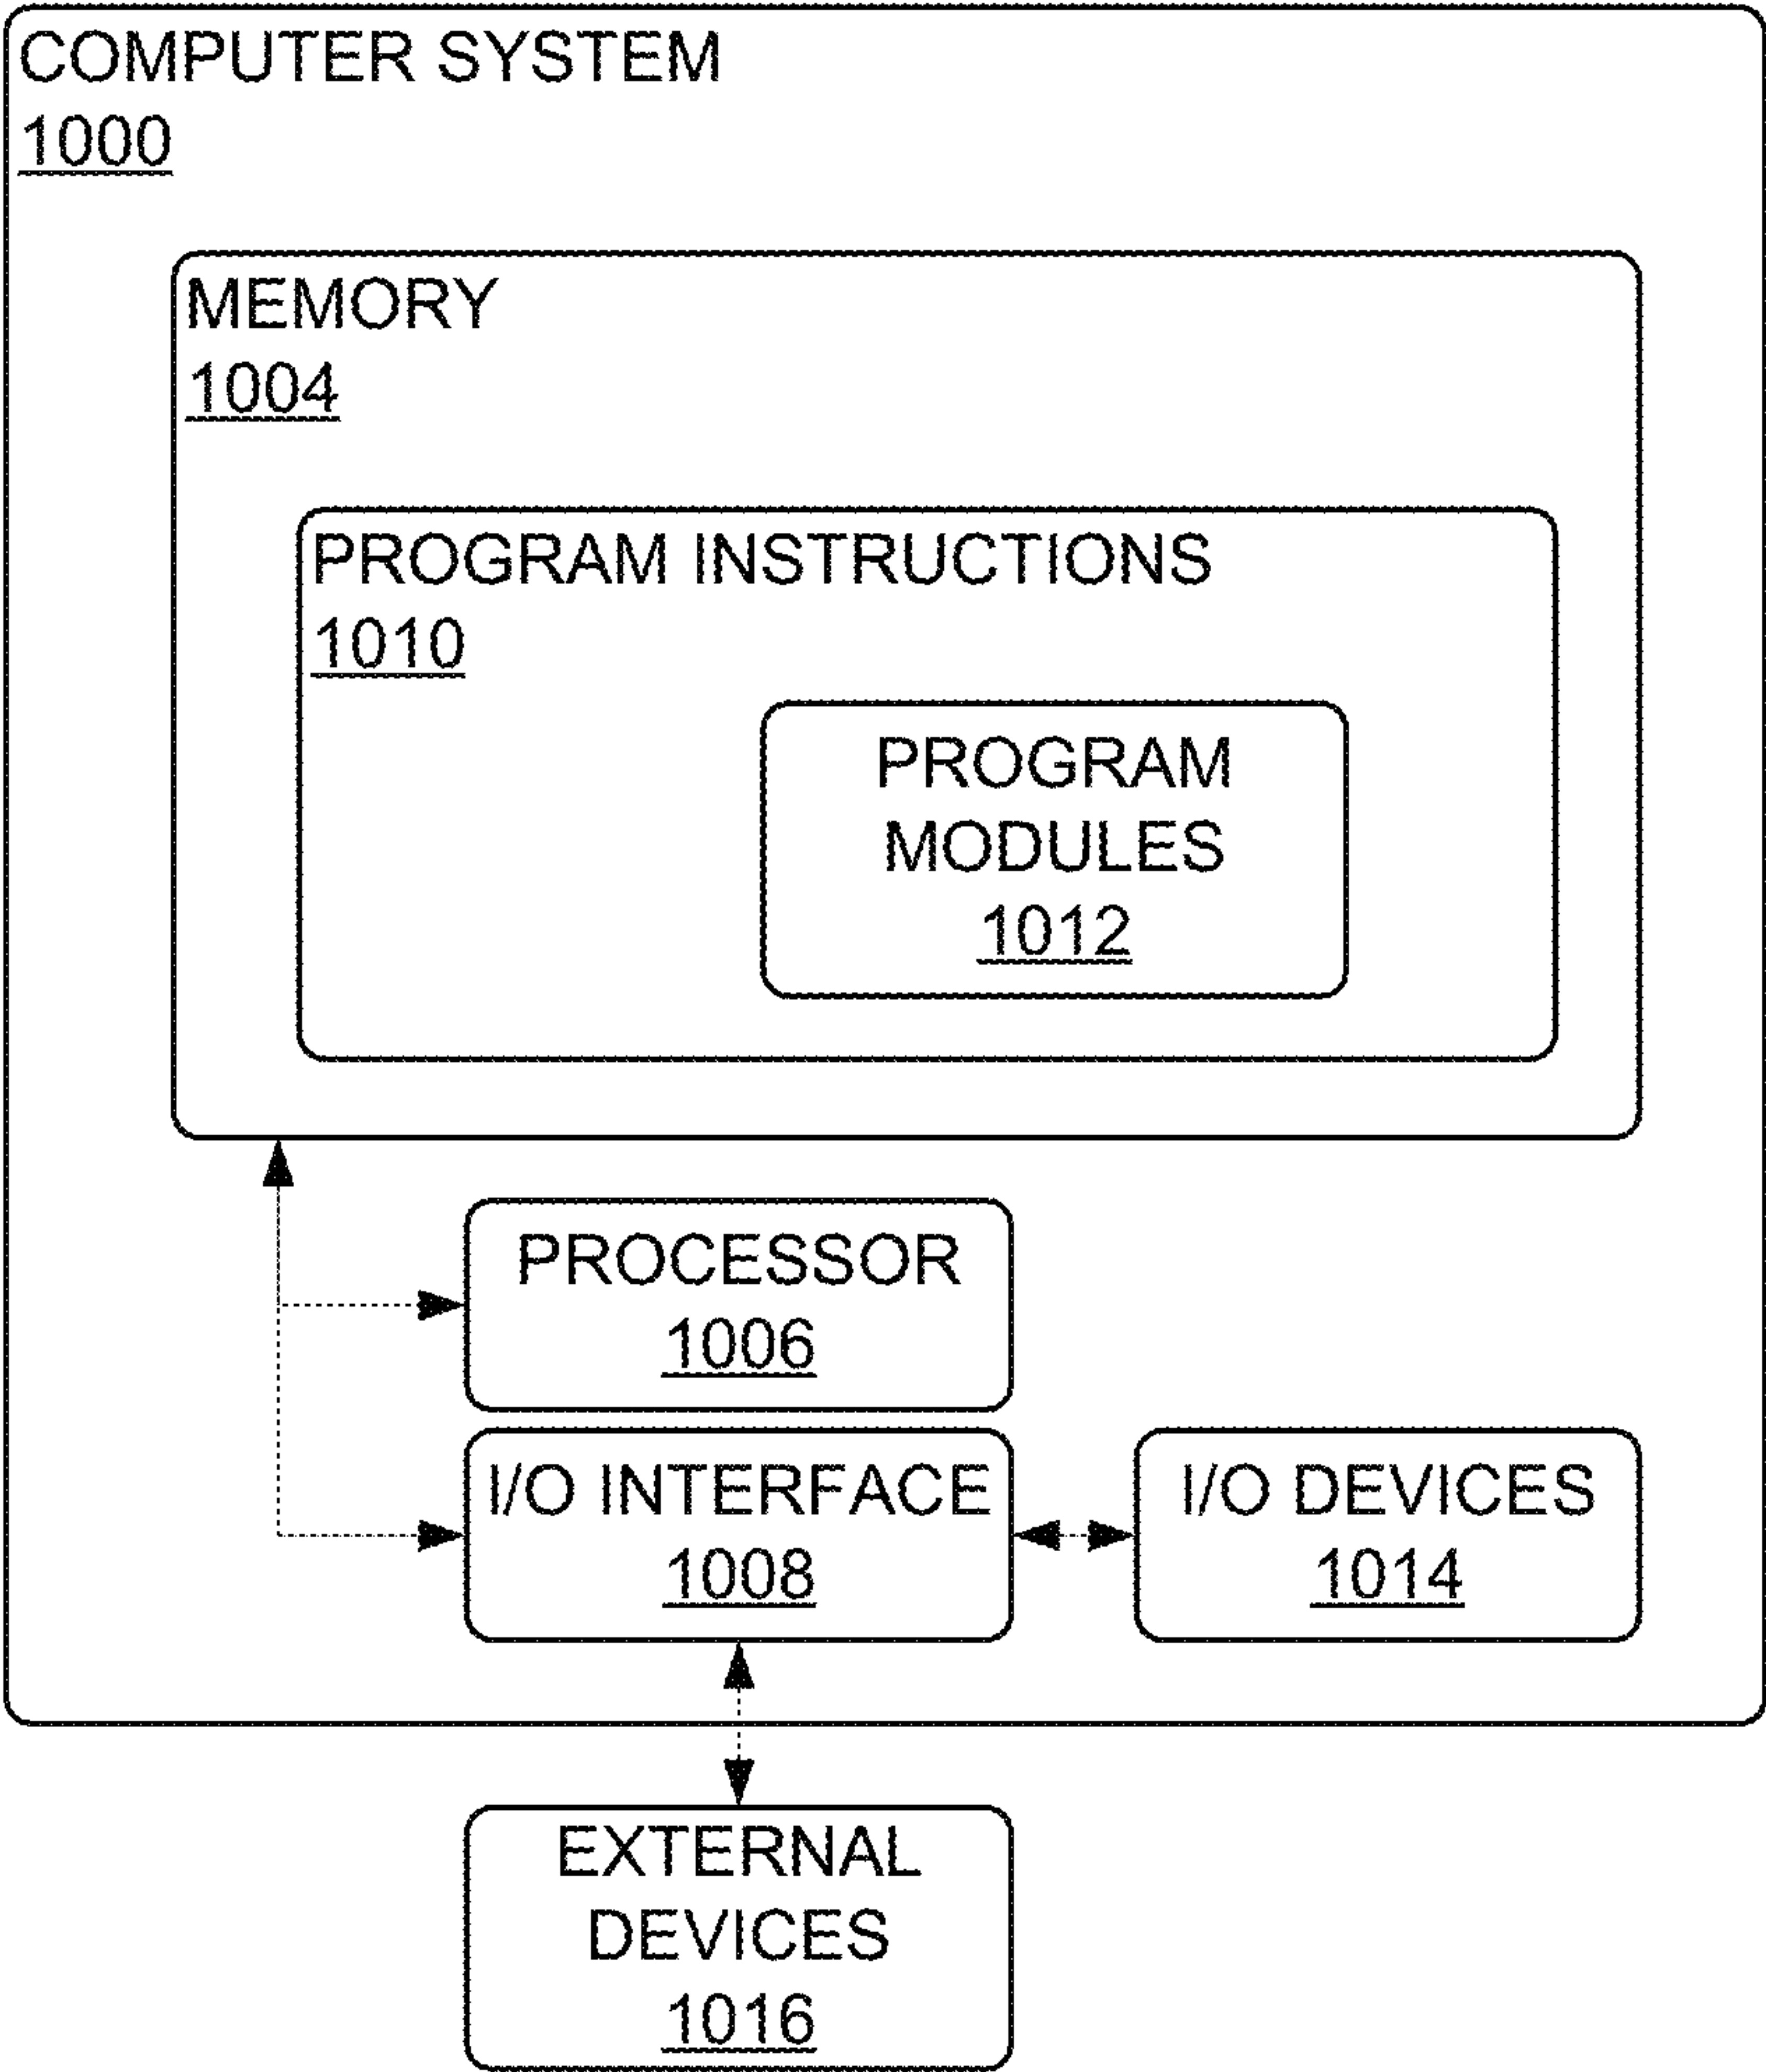 COMPUTER SYSTEM
1000
MEMORY
1004
PROGRAM INSTRUCTIONS
1010
PROGRAM
MODULES
1012
PROCESSOR
1006
I/O INTERFACE
1008
I/O DEVICES
1014
EXTERNAL
DEVICES
1016